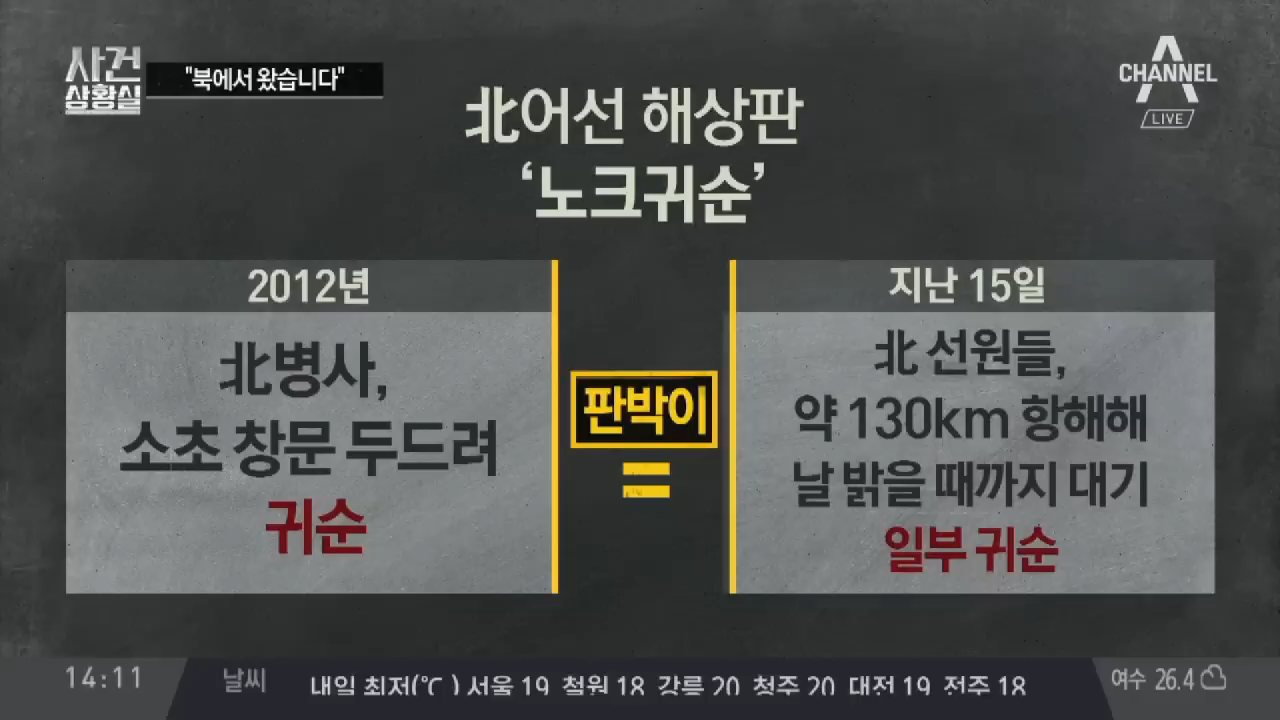 사건
상황실
"북에서 왔습니다"
CHANNEL
A
LIVE
北어선 해상판
‘노크귀순’
2012년
北병사,
소초 창문 두드려
귀순
판박이
=
지난 15일
北 선원들,
약 130km 항해해
날 밝을 때까지 대기
일부 귀순
14:11
날씨
내일 최저(℃) 서울 19 철원 18 강릉 20 청주 20 대전 19 전주 18
여수 26.4